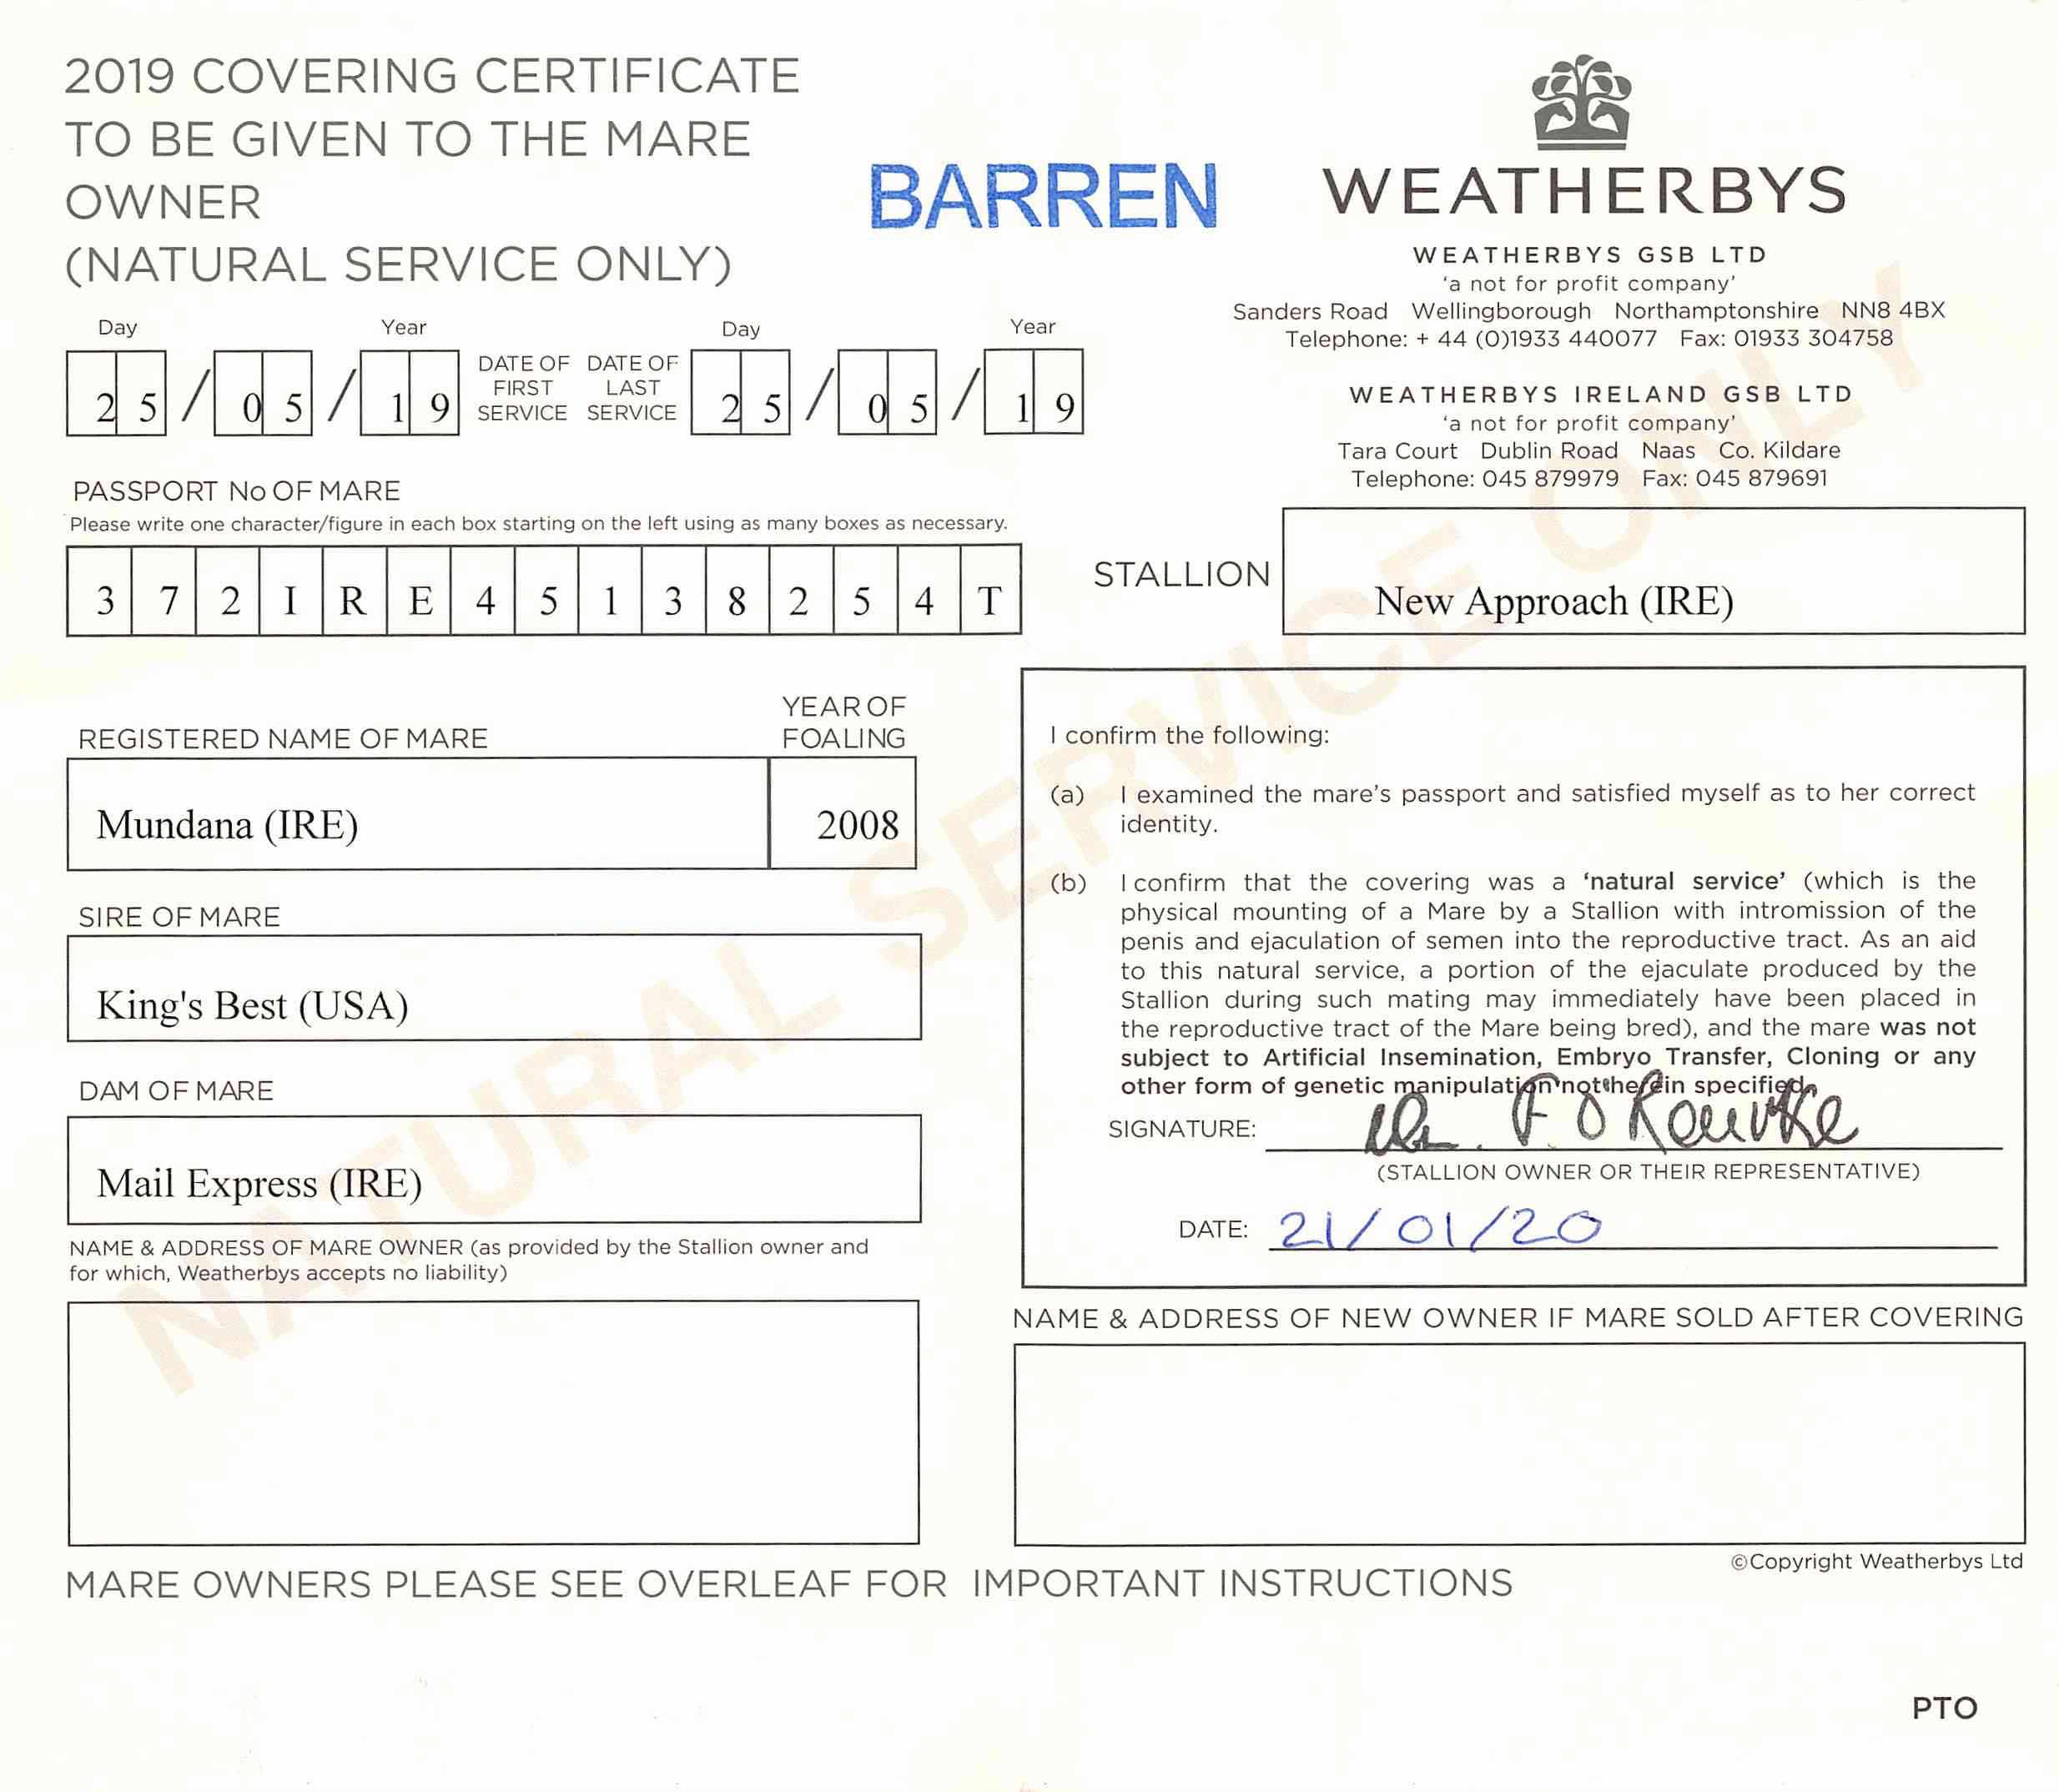 2019 COVERING CERTIFICATE
TO BE GIVEN TO THE MARE
OWNER
(NATURAL SERVICE ONLY)
BARREN
WEATHERBYS
WEATHERBYS GSB LTD
'a not for profit company'
Sanders Road Wellingborough Northamptonshire NN8 4BX
Telephone: + 44 (0)1933 440077 Fax: 01933 304758
WEATHERBYS IRELAND GSB LTD
'a not for profit company'
Tara Court Dublin Road Naas Co. Kildare
Telephone: 045 879979 Fax: 045 879691
Day Year Day Year
25/05/19 DATE OF FIRST SERVICE DATE OF LAST SERVICE 25/05/19
PASSPORT No OF MARE
Please write one character/figure in each box starting on the left using as many boxes as necessary.
3 7 2 I R E 4 5 1 3 8 2 5 4 T
STALLION New Approach (IRE)
REGISTERED NAME OF MARE
YEAR OF
FOALING
Mundana (IRE) 2008
SIRE OF MARE
King's Best (USA)
DAM OF MARE
Mail Express (IRE)
NAME & ADDRESS OF MARE OWNER (as provided by the Stallion owner and
for which, Weatherbys accepts no liability)
I confirm the following:
(a) I examined the mare's passport and satisfied myself as to her correct
identity.
(b) I confirm that the covering was a 'natural service' (which is the
physical mounting of a Mare by a Stallion with intromission of the
penis and ejaculation of semen into the reproductive tract. As an aid
to this natural service, a portion of the ejaculate produced by the
Stallion during such mating may immediately have been placed in
the reproductive tract of the Mare being bred), and the mare was not
subject to Artificial Insemination, Embryo Transfer, Cloning or any
other form of genetic manipulation not herein specified.
SIGNATURE: F. O Rourke
(STALLION OWNER OR THEIR REPRESENTATIVE)
DATE: 21/01/20
NAME & ADDRESS OF NEW OWNER IF MARE SOLD AFTER COVERING
©Copyright Weatherbys Ltd
MARE OWNERS PLEASE SEE OVERLEAF FOR IMPORTANT INSTRUCTIONS
PTO
NATURAL SERVICE ONLY